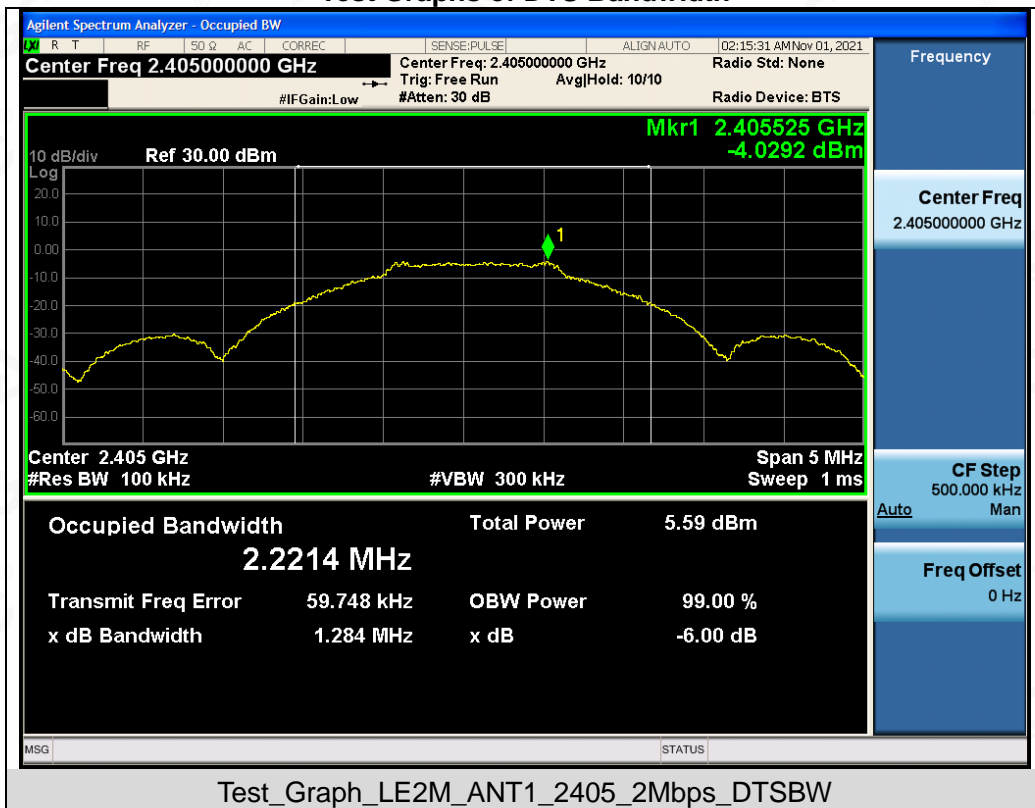 Test Graphs of DTS Bandwidth
Agilent Spectrum Analyzer - Occupied BW
LXI R T RF 50 Ω AC CORREC SENSE:PULSE ALIGN AUTO 02:15:31 AM Nov 01, 2021
Center Freq 2.405000000 GHz
Center Freq: 2.405000000 GHz
Radio Std: None
Trig: Free Run Avg|Hold: 10/10
#IFGain:Low
#Atten: 30 dB
Radio Device: BTS
Frequency
Mkr1 2.405525 GHz
-4.0292 dBm
10 dB/div Ref 30.00 dBm
Log
20.0
10.0
0.00
-10.0
-20.0
-30.0
-40.0
-50.0
-60.0
1
Center 2.405 GHz Span 5 MHz
#Res BW 100 kHz #VBW 300 kHz Sweep 1 ms
Center Freq
2.405000000 GHz
CF Step
500.000 kHz
Auto Man
Freq Offset
0 Hz
Occupied Bandwidth Total Power 5.59 dBm
2.2214 MHz
Transmit Freq Error 59.748 kHz OBW Power 99.00 %
x dB Bandwidth 1.284 MHz x dB -6.00 dB
MSG STATUS
Test_Graph_LE2M_ANT1_2405_2Mbps_DTSBW